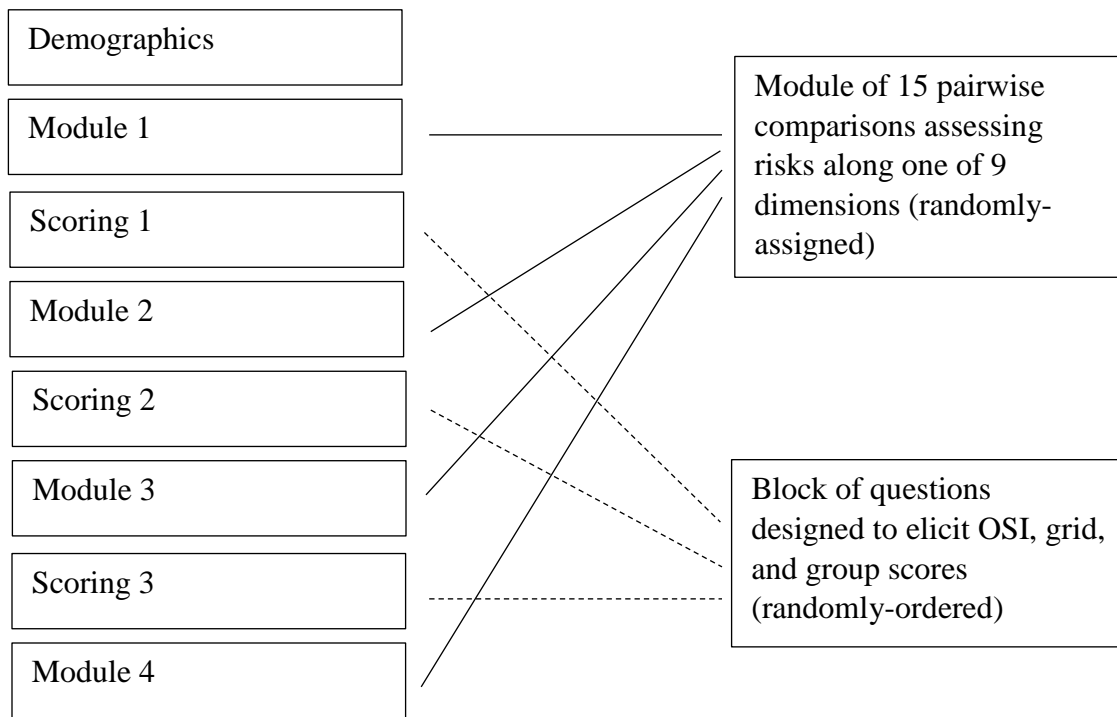 Demographics
Module 1
Scoring 1
Module 2
Scoring 2
Module 3
Scoring 3
Module 4
Module of 15 pairwise
comparisons assessing
risks along one of 9
dimensions (randomly-
assigned)
Block of questions
designed to elicit OSI, grid,
and group scores
(randomly-ordered)